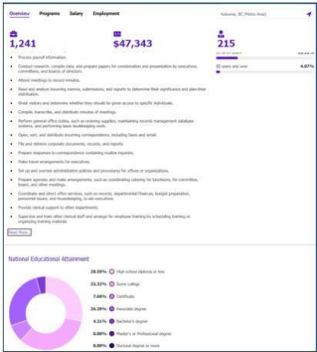 Overview Programs Salary Employment
1,241
$47,343
215
65 years and over 4.07%
• Process payroll information.
• Conduct research, compile data, and prepare papers for consideration and presentation by executives,
committees, and boards of directors.
• Attend meetings to record minutes.
• Read and analyze incoming memos, submissions, and reports to determine their significance and plan their
distribution.
• Greet visitors and determine whether they should be given access to specific individuals.
• Compile, transcribe, and distribute minutes of meetings.
• Perform general office duties, such as ordering supplies, maintaining records management database
systems, and performing basic bookkeeping work.
• Open, sort, and distribute incoming correspondence, including faxes and email.
• File and retrieve corporate documents, records, and reports.
• Prepare responses to correspondence containing routine inquiries.
• Make travel arrangements for executives.
• Set up and oversee administrative policies and procedures for offices or organizations.
• Prepare agendas and make arrangements, such as coordinating catering for luncheons, for committee,
board, and other meetings.
• Coordinate and direct office services, such as records, departmental finances, budget preparation,
personnel issues, and housekeeping, to aid executives.
• Provide clerical support to other departments.
• Supervise and train other clerical staff and arrange for employee training by scheduling training or
organizing training material.
Read More...
National Educational Attainment
28.50% High school diploma or less
33.32% Some college
7.68% Certificate
26.28% Associate degree
4.21% Bachelor's degree
0.00% Master's or Professional degree
0.00% Doctoral degree or more